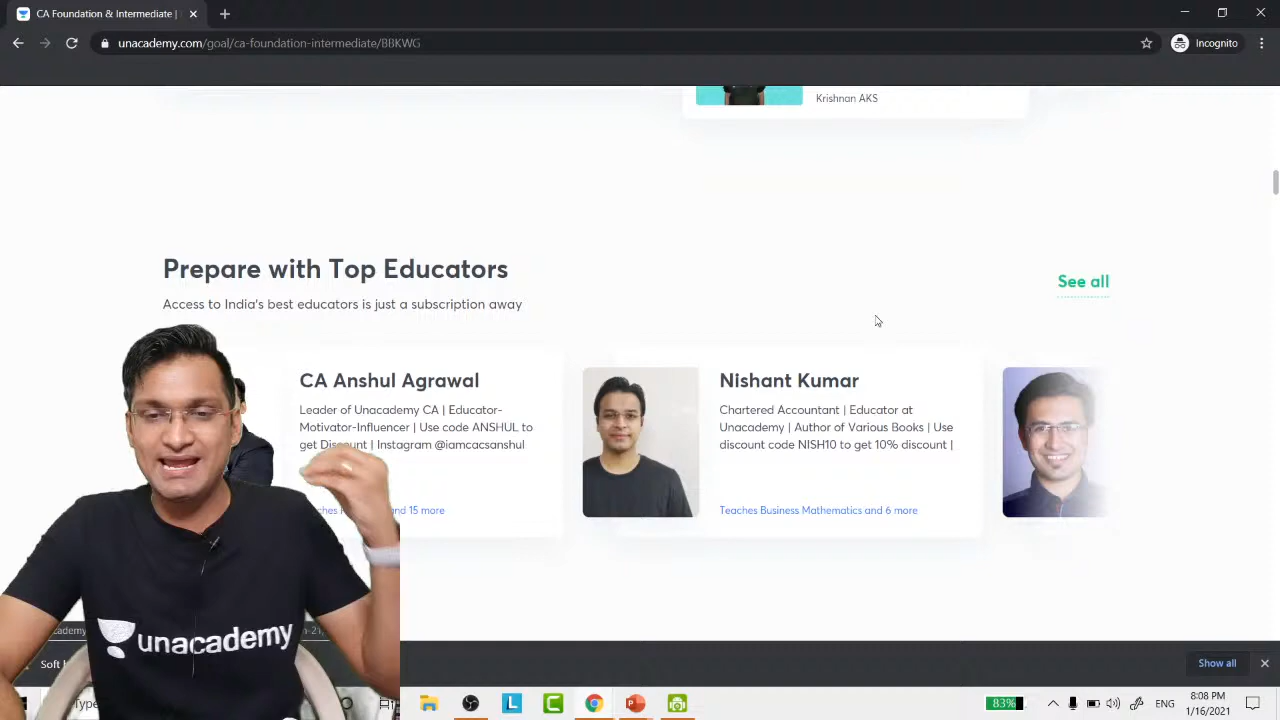 CA Foundation & Intermediate |
unacademy.com/goal/ca-foundation-intermediate/BBKWG
Incognito
Krishnan AKS
Prepare with Top Educators
See all
Access to India's best educators is just a subscription away
CA Anshul Agrawal
Leader of Unacademy CA | Educator-
Motivator-Influencer | Use code ANSHUL to
get Discount | Instagram @iamcacsanshul
and 15 more
Nishant Kumar
Chartered Accountant | Educator at
Unacademy | Author of Various Books | Use
discount code NISH10 to get 10% discount |
Teaches Business Mathematics and 6 more
unacademy
Show all
83%
ENG
8:08 PM
1/16/2021